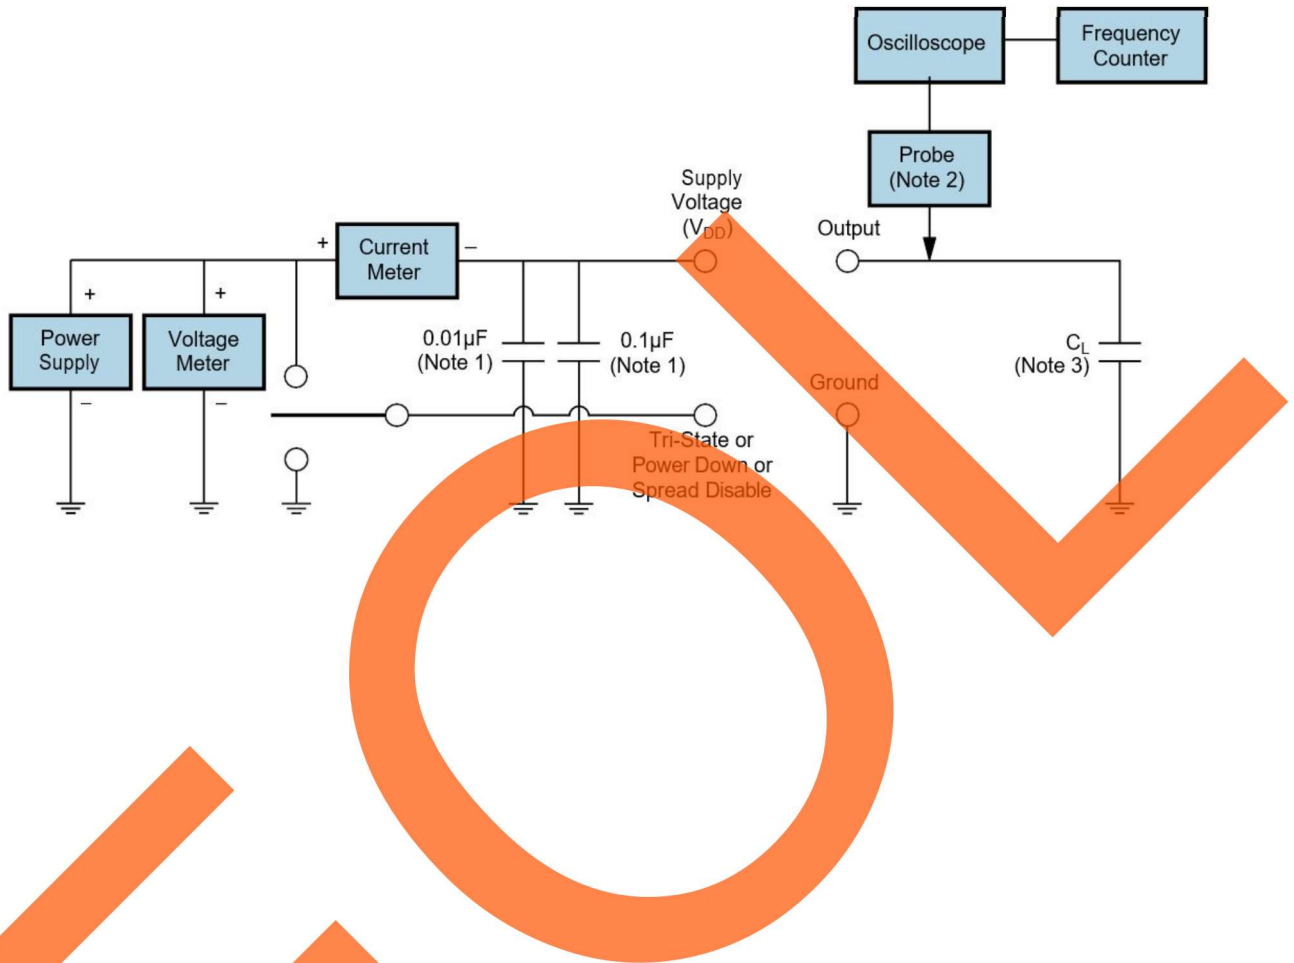 Oscilloscope
Frequency
Counter
Probe
(Note 2)
Supply
Voltage
(VDD)
Output
+
Current
Meter
–
+
Power
Supply
–
+
Voltage
Meter
–
0.01µF
(Note 1)
0.1µF
(Note 1)
CL
(Note 3)
Ground
Tri-State or
Power Down or
Spread Disable